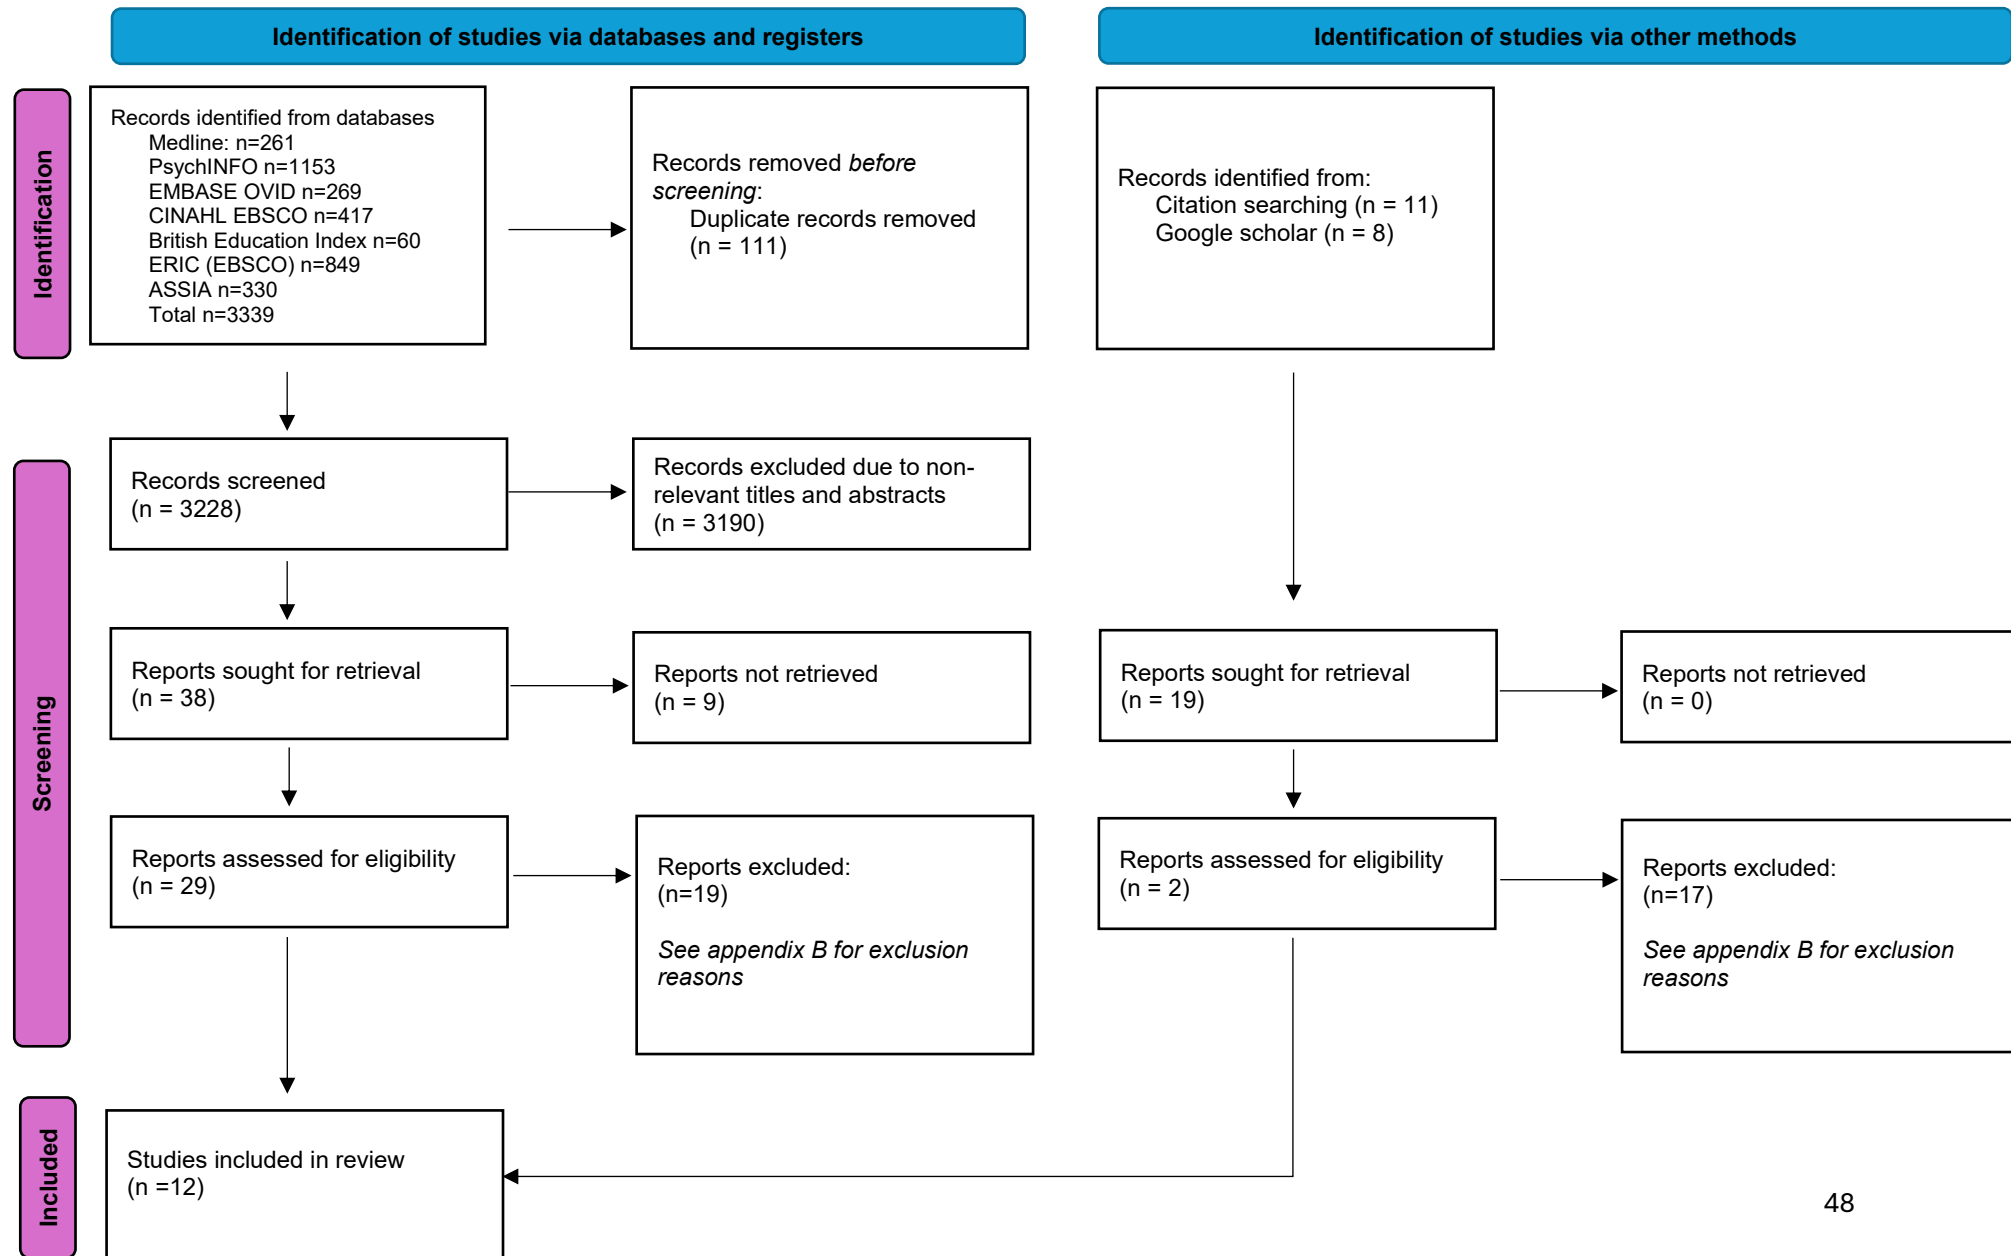 Identification of studies via databases and registers
Identification of studies via other methods
Identification
Records identified from databases
Medline: n=261
PsychINFO n=1153
EMBASE OVID n=269
CINAHL EBSCO n=417
British Education Index n=60
ERIC (EBSCO) n=849
ASSIA n=330
Total n=3339
Records removed before
screening:
Duplicate records removed
(n = 111)
Records identified from:
Citation searching (n = 11)
Google scholar (n = 8)
Screening
Records screened
(n = 3228)
Records excluded due to non-
relevant titles and abstracts
(n = 3190)
Reports sought for retrieval
(n = 38)
Reports not retrieved
(n = 9)
Reports sought for retrieval
(n = 19)
Reports not retrieved
(n = 0)
Reports assessed for eligibility
(n = 29)
Reports excluded:
(n=19)
See appendix B for exclusion
reasons
Reports assessed for eligibility
(n = 2)
Reports excluded:
(n=17)
See appendix B for exclusion
reasons
Included
Studies included in review
(n =12)
48